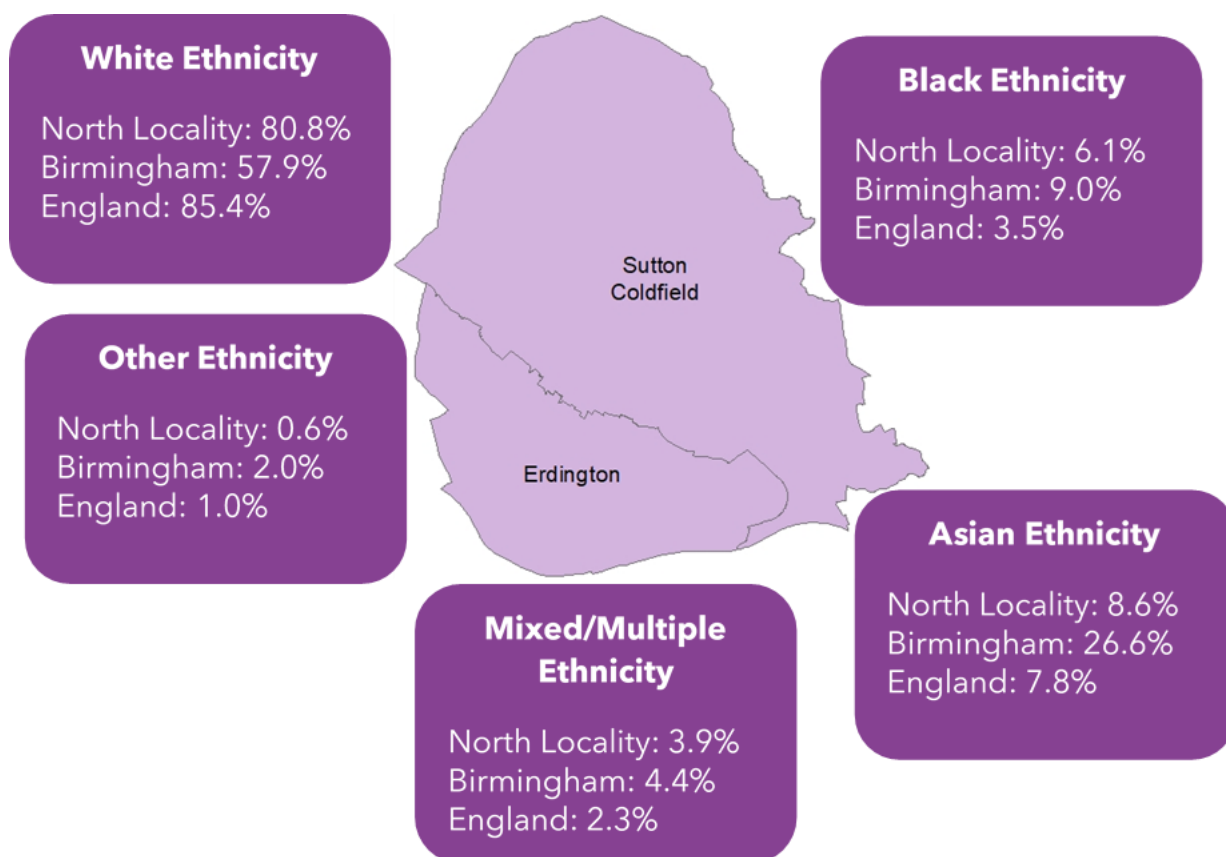 White Ethnicity
North Locality: 80.8%
Birmingham: 57.9%
England: 85.4%
Black Ethnicity
North Locality: 6.1%
Birmingham: 9.0%
England: 3.5%
Sutton
Coldfield
Other Ethnicity
North Locality: 0.6%
Birmingham: 2.0%
England: 1.0%
Erdington
Asian Ethnicity
North Locality: 8.6%
Birmingham: 26.6%
England: 7.8%
Mixed/Multiple
Ethnicity
North Locality: 3.9%
Birmingham: 4.4%
England: 2.3%